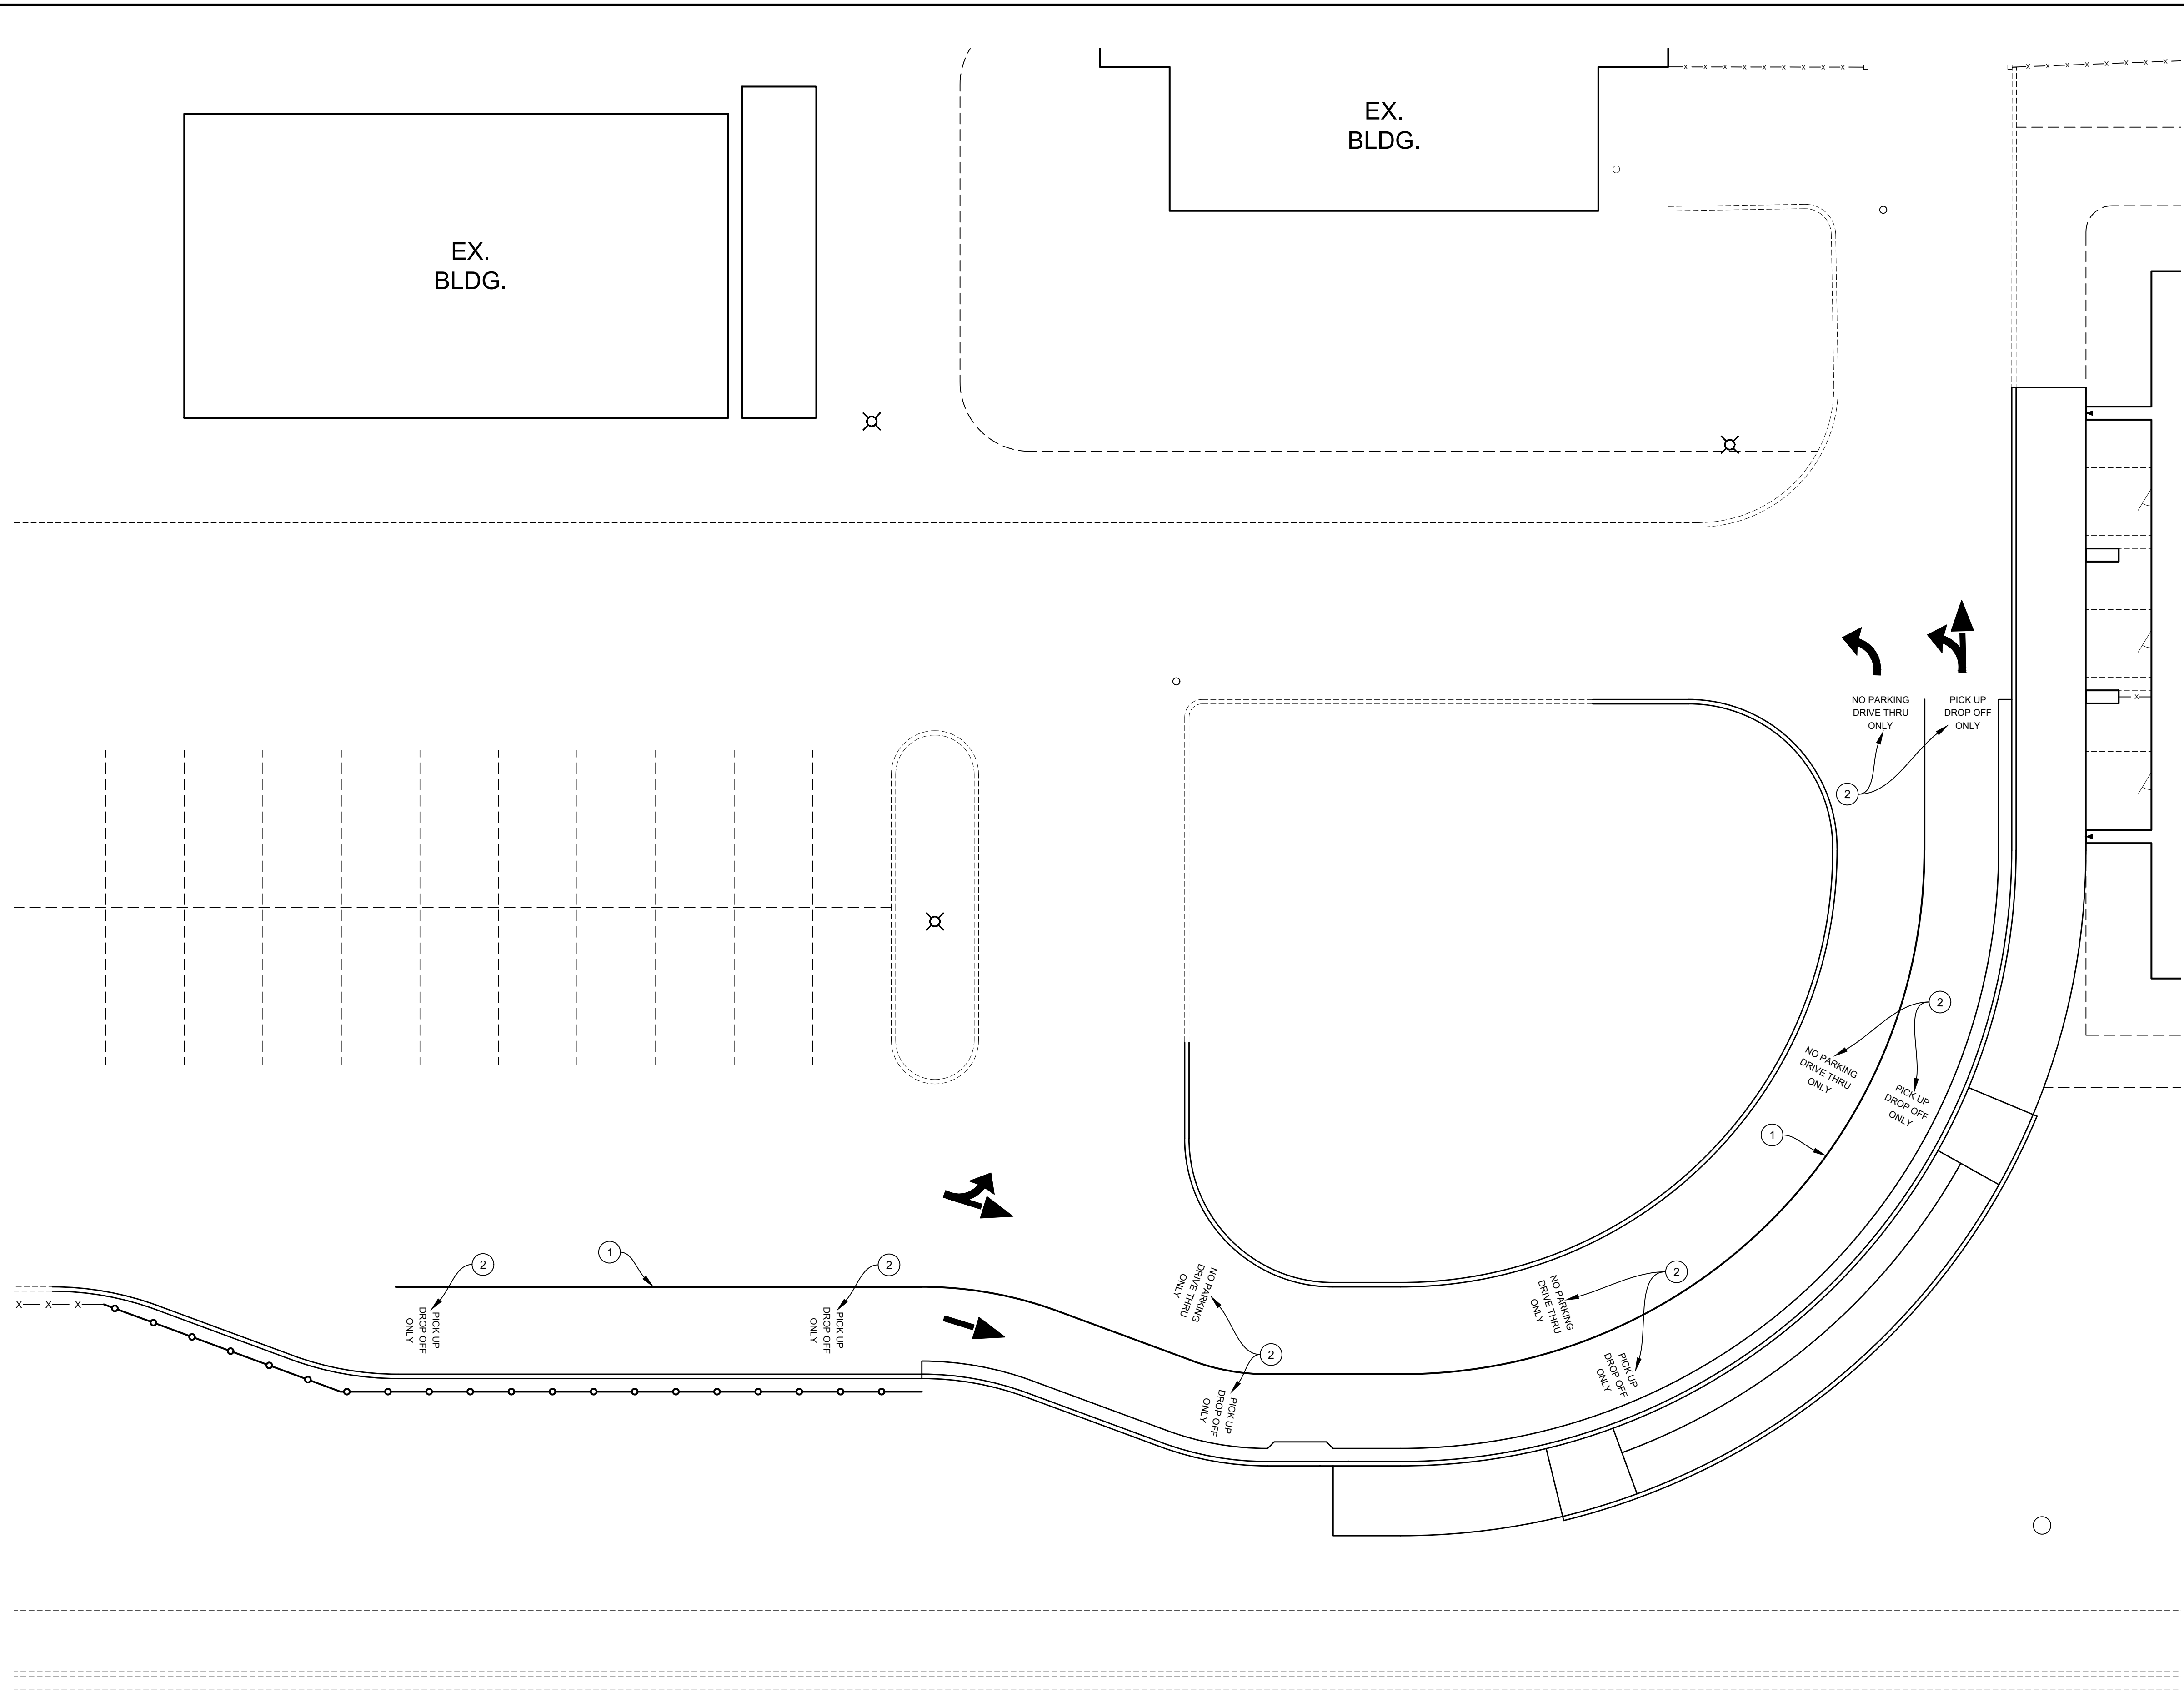 EX.
BLDG.
EX.
BLDG.
NO PARKING
DRIVE THRU
ONLY
PICK UP
DROP OFF
ONLY
2
2
NO PARKING
DRIVE THRU
ONLY
PICK UP
DROP OFF
ONLY
1
2
1
2
2
NO PARKING
DRIVE THRU
ONLY
NO PARKING
DRIVE THRU
ONLY
PICK UP
DROP OFF
ONLY
PICK UP
DROP OFF
ONLY
2
PICK UP
DROP OFF
ONLY
PICK UP
DROP OFF
ONLY